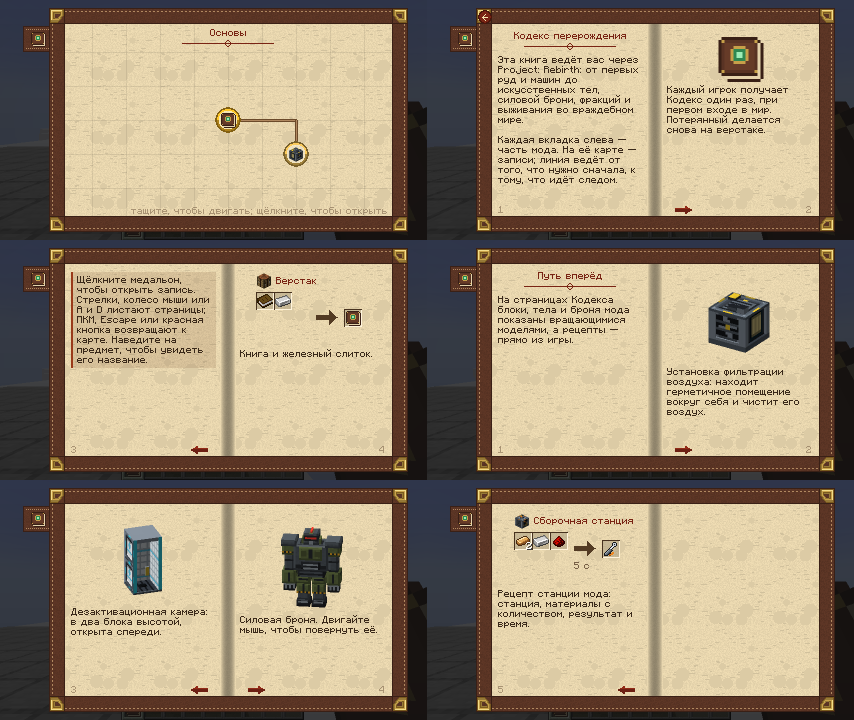 Основы
тащите, чтобы двигать; щёлкните, чтобы открыть
Кодекс перерождения
Эта книга ведёт вас через
Project: Rebirth: от первых
руд и машин до
искусственных тел,
силовой брони, фракций и
выживания во враждебном
мире.
Каждая вкладка слева —
часть мода. На её карте —
записи; линия ведёт от
того, что нужно сначала, к
тому, что идёт следом.
1
Каждый игрок получает
Кодекс один раз, при
первом входе в мир.
Потерянный делается
снова на верстаке.
2
Щёлкните медальон,
чтобы открыть запись.
Стрелки, колесо мыши или
A и D листают страницы;
ПКМ, Escape или красная
кнопка возвращают к
карте. Наведите на
предмет, чтобы увидеть
его название.
3
Верстак
Книга и железный слиток.
4
Путь вперёд
На страницах Кодекса
блоки, тела и броня мода
показаны вращающимися
моделями, а рецепты —
прямо из игры.
1
Установка фильтрации
воздуха: находит
герметичное помещение
вокруг себя и чистит его
воздух.
2
Дезактивационная камера:
в два блока высотой,
открыта спереди.
3
Силовая броня. Двигайте
мышь, чтобы повернуть её.
4
Сборочная станция
2
5 с
Рецепт станции мода:
станция, материалы с
количеством, результат и
время.
5